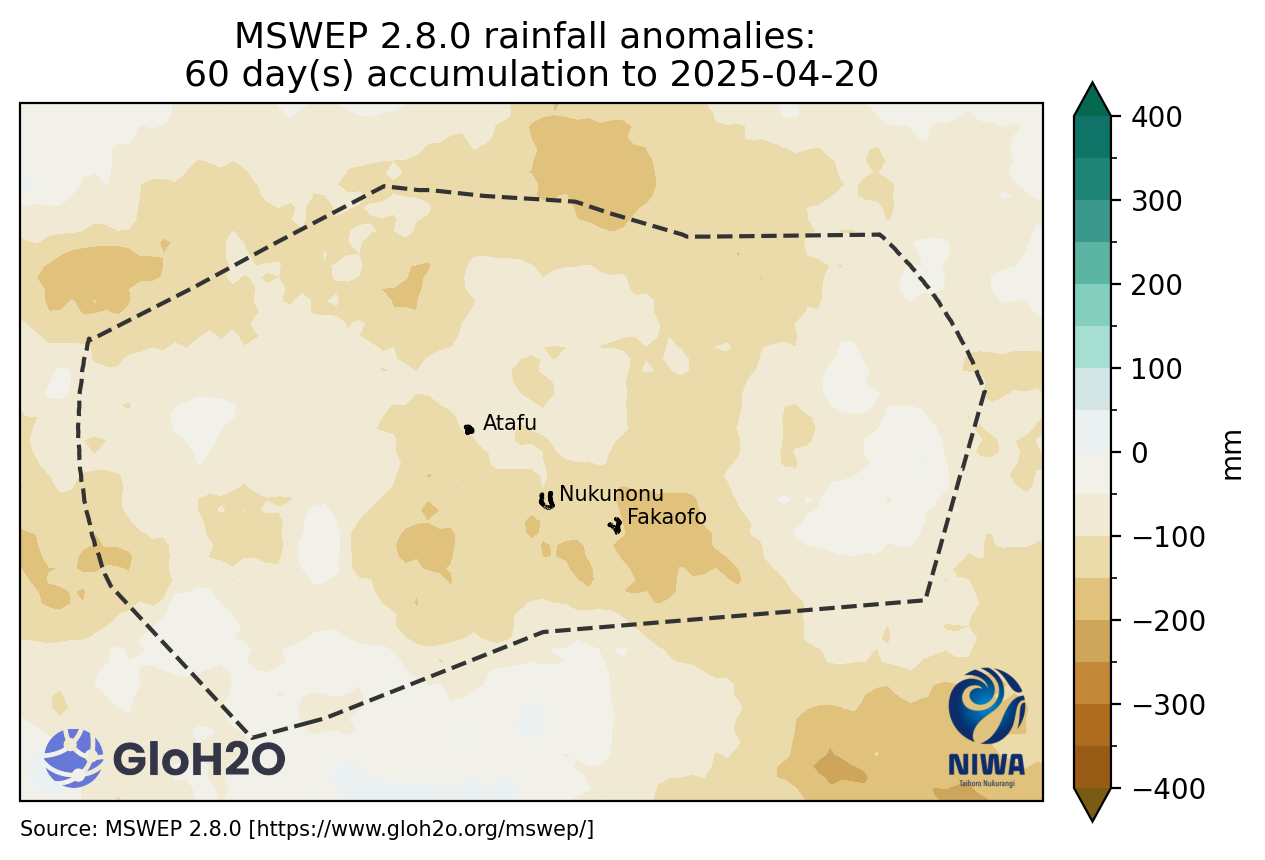 MSWEP 2.8.0 rainfall anomalies:
60 day(s) accumulation to 2025-04-20
400
300
200
100
0
−100
−200
−300
−400
mm
Atafu
Nukunonu
Fakaofo
GloH2O
NIWA
Taihoro Nukurangi
Source: MSWEP 2.8.0 [https://www.gloh2o.org/mswep/]